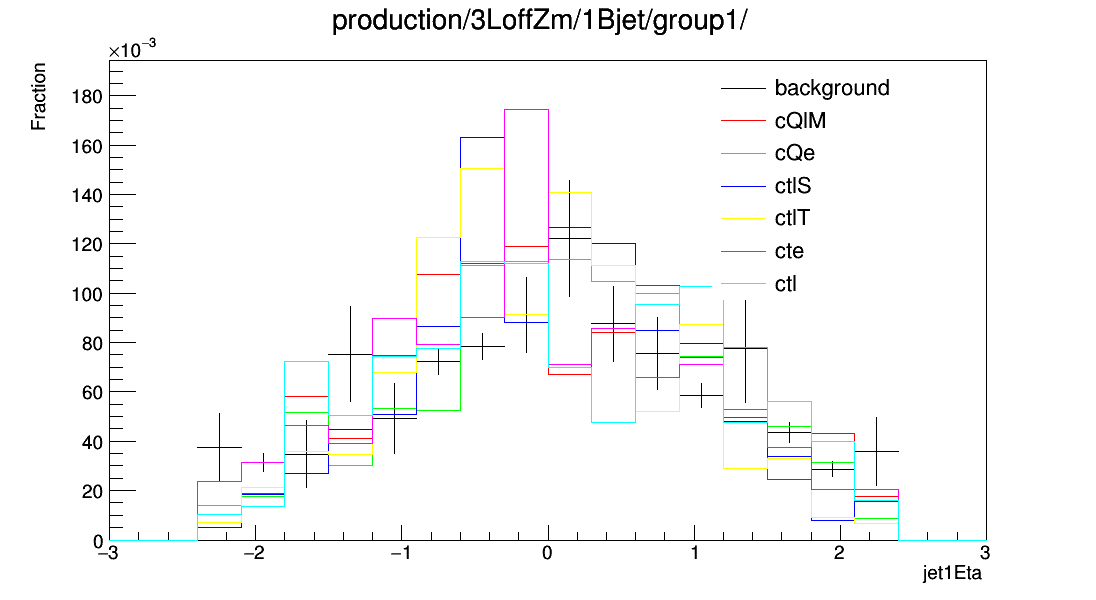 production/3LoffZm/1Bjet/group1/
×10⁻³
Fraction
180
160
140
120
100
80
60
40
20
0
background
cQlM
cQe
ctlS
ctlT
cte
ctl
−3
−2
−1
0
1
2
3
jet1Eta